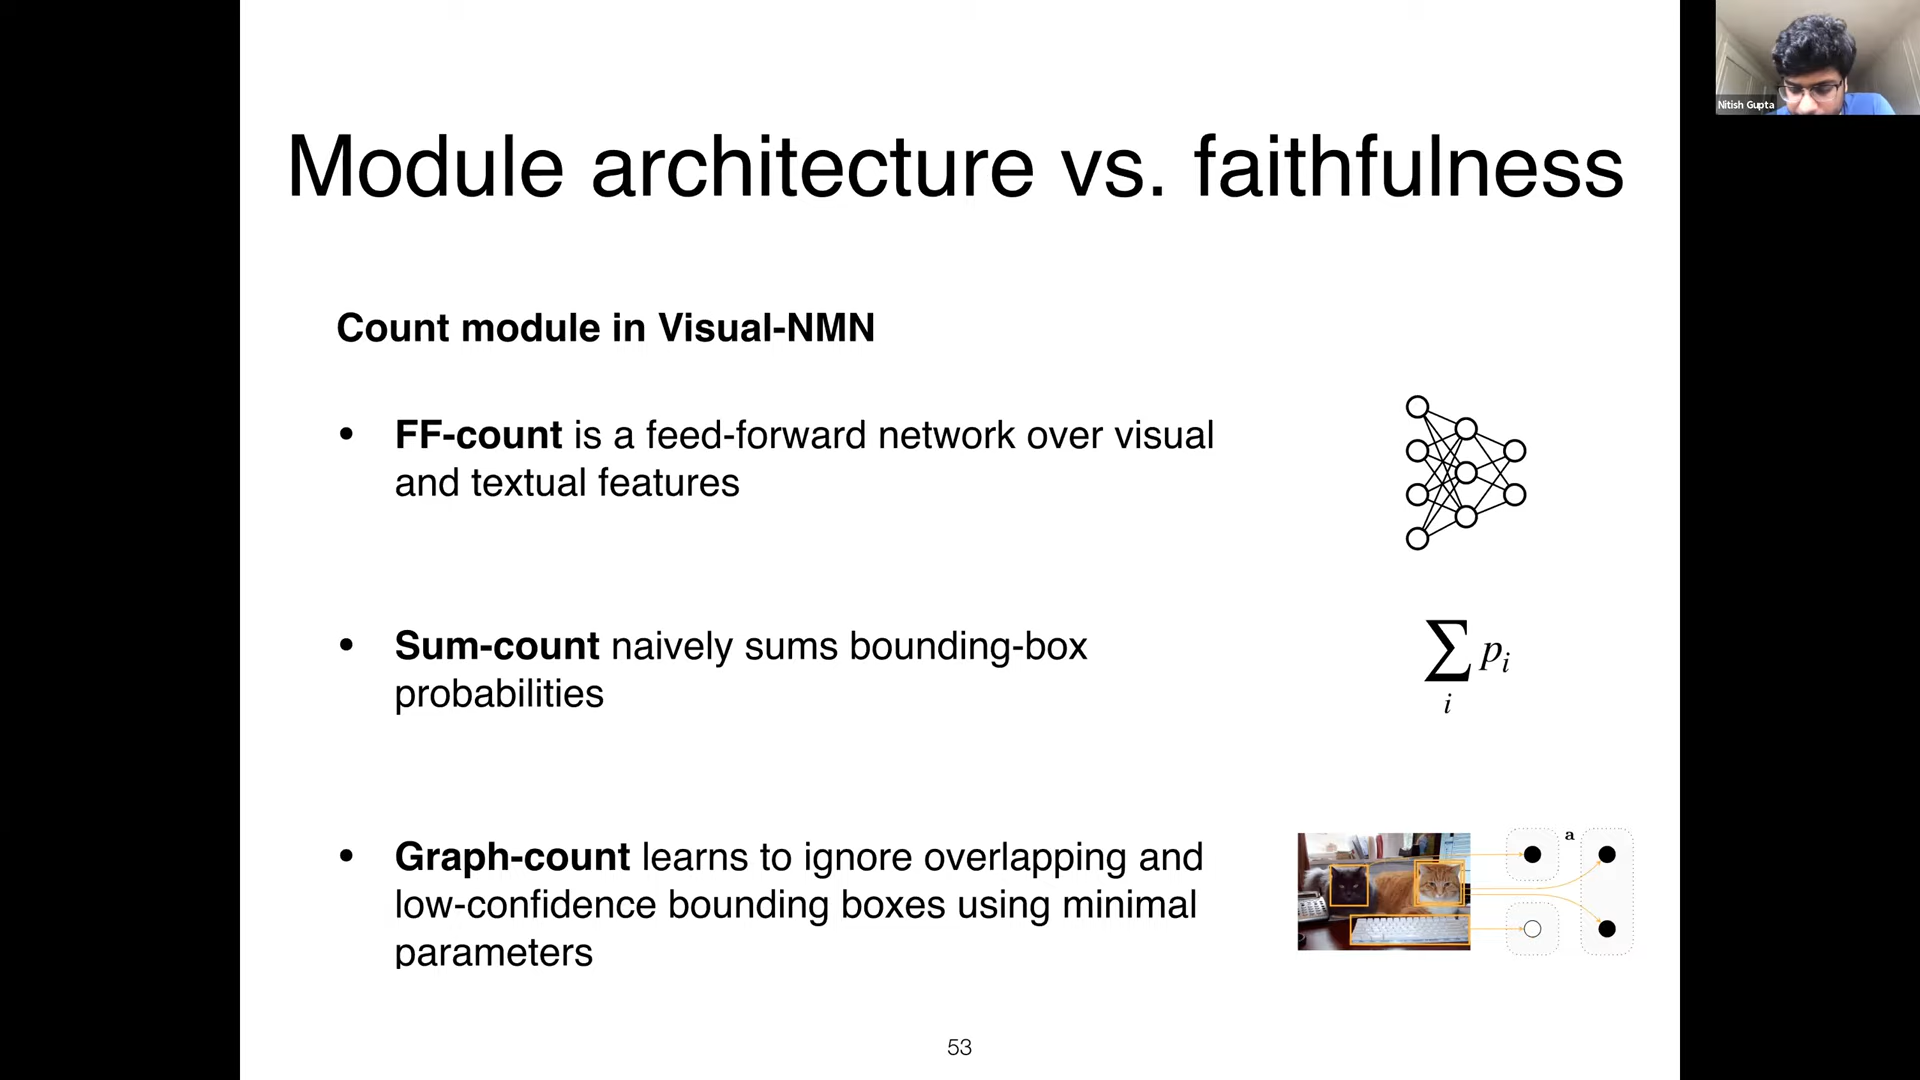 Nitish Gupta
Module architecture vs. faithfulness
Count module in Visual-NMN
• FF-count is a feed-forward network over visual
and textual features
• Sum-count naively sums bounding-box
probabilities
∑ pᵢ
i
• Graph-count learns to ignore overlapping and
low-confidence bounding boxes using minimal
parameters
a
53